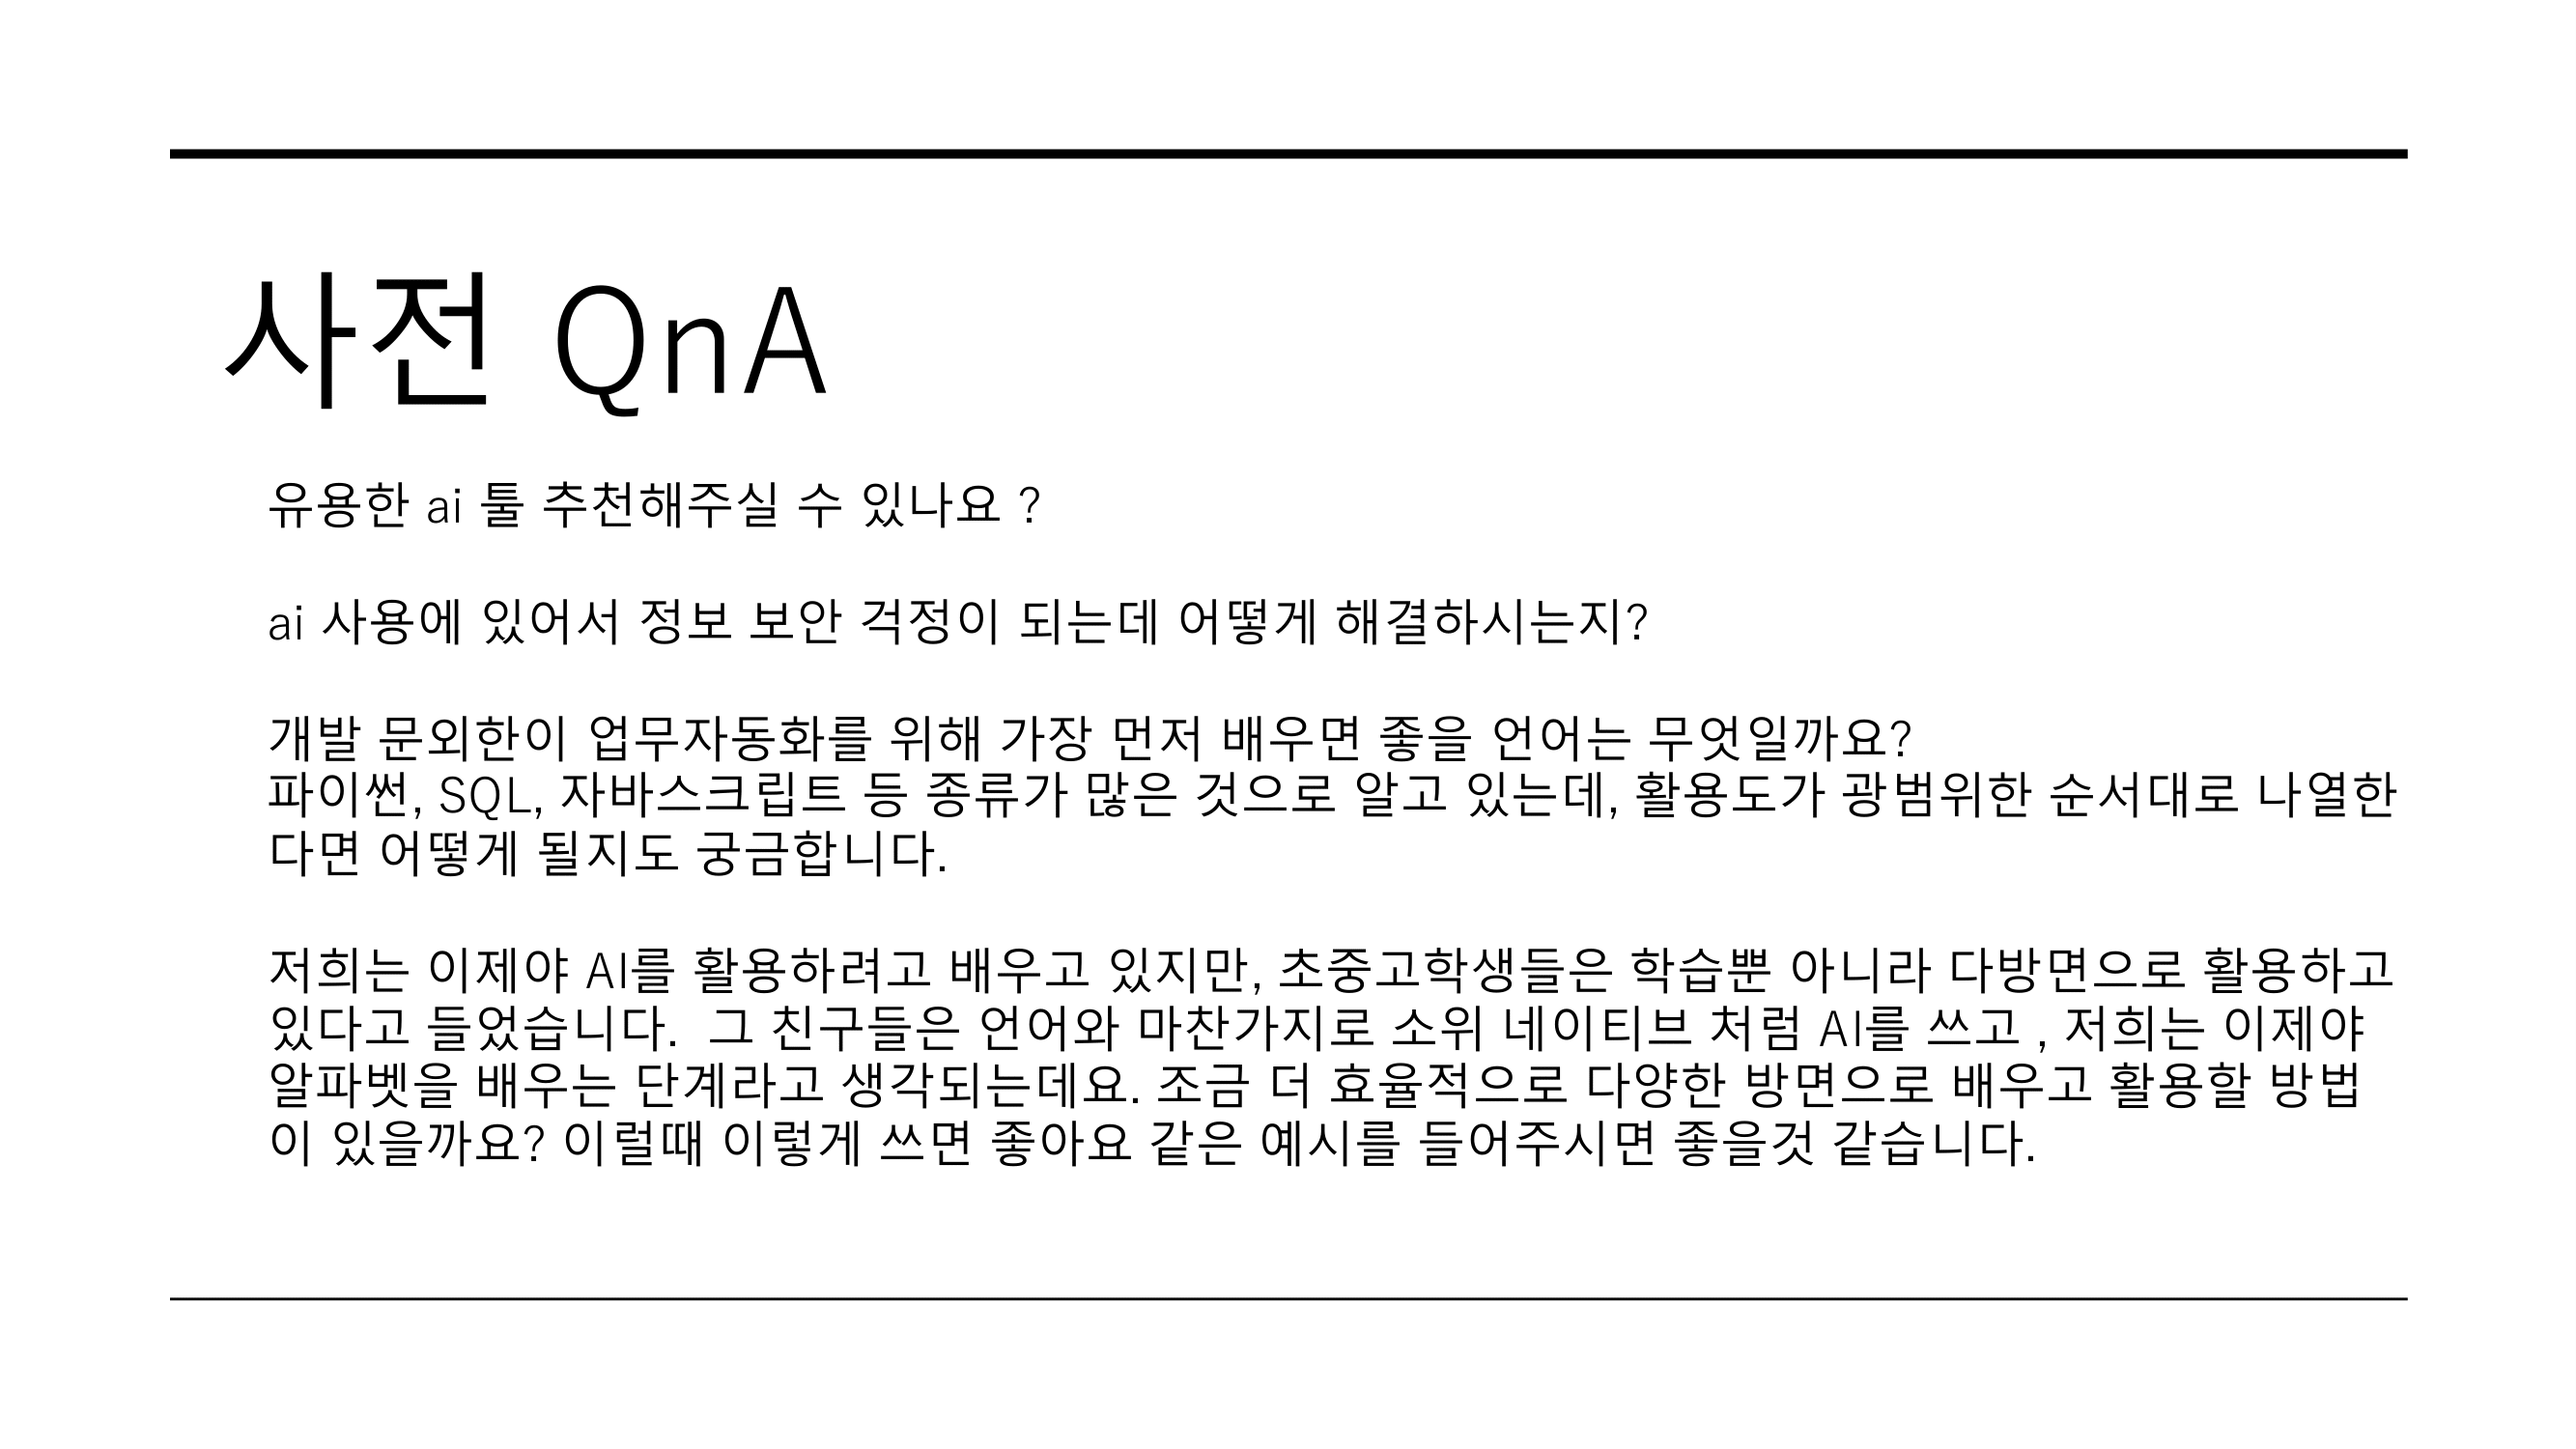 사전 QnA
유용한 ai 툴 추천해주실 수 있나요 ?
ai 사용에 있어서 정보 보안 걱정이 되는데 어떻게 해결하시는지?
개발 문외한이 업무자동화를 위해 가장 먼저 배우면 좋을 언어는 무엇일까요?
파이썬, SQL, 자바스크립트 등 종류가 많은 것으로 알고 있는데, 활용도가 광범위한 순서대로 나열한
다면 어떻게 될지도 궁금합니다.
저희는 이제야 AI를 활용하려고 배우고 있지만, 초중고학생들은 학습뿐 아니라 다방면으로 활용하고
있다고 들었습니다.  그 친구들은 언어와 마찬가지로 소위 네이티브 처럼 AI를 쓰고 , 저희는 이제야
알파벳을 배우는 단계라고 생각되는데요. 조금 더 효율적으로 다양한 방면으로 배우고 활용할 방법
이 있을까요? 이럴때 이렇게 쓰면 좋아요 같은 예시를 들어주시면 좋을것 같습니다.